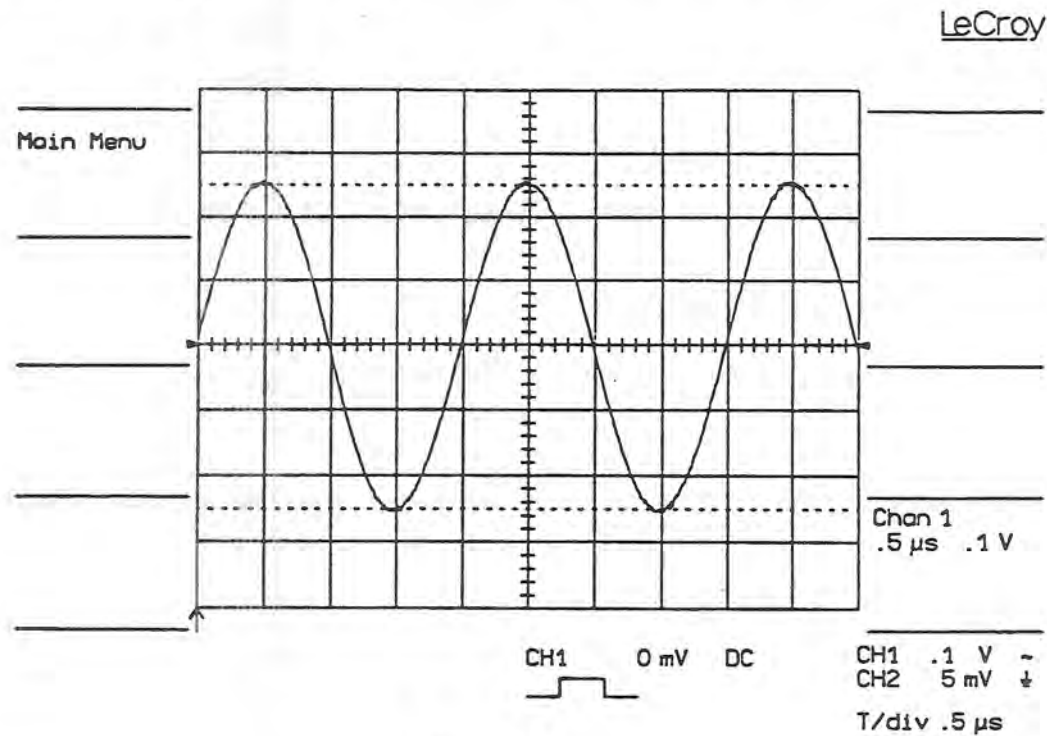 LeCroy
Main Menu
Chan 1
.5 µs .1 V
CH1 0 mV DC
CH1 .1 V ~
CH2 5 mV ⏚
T/div .5 µs